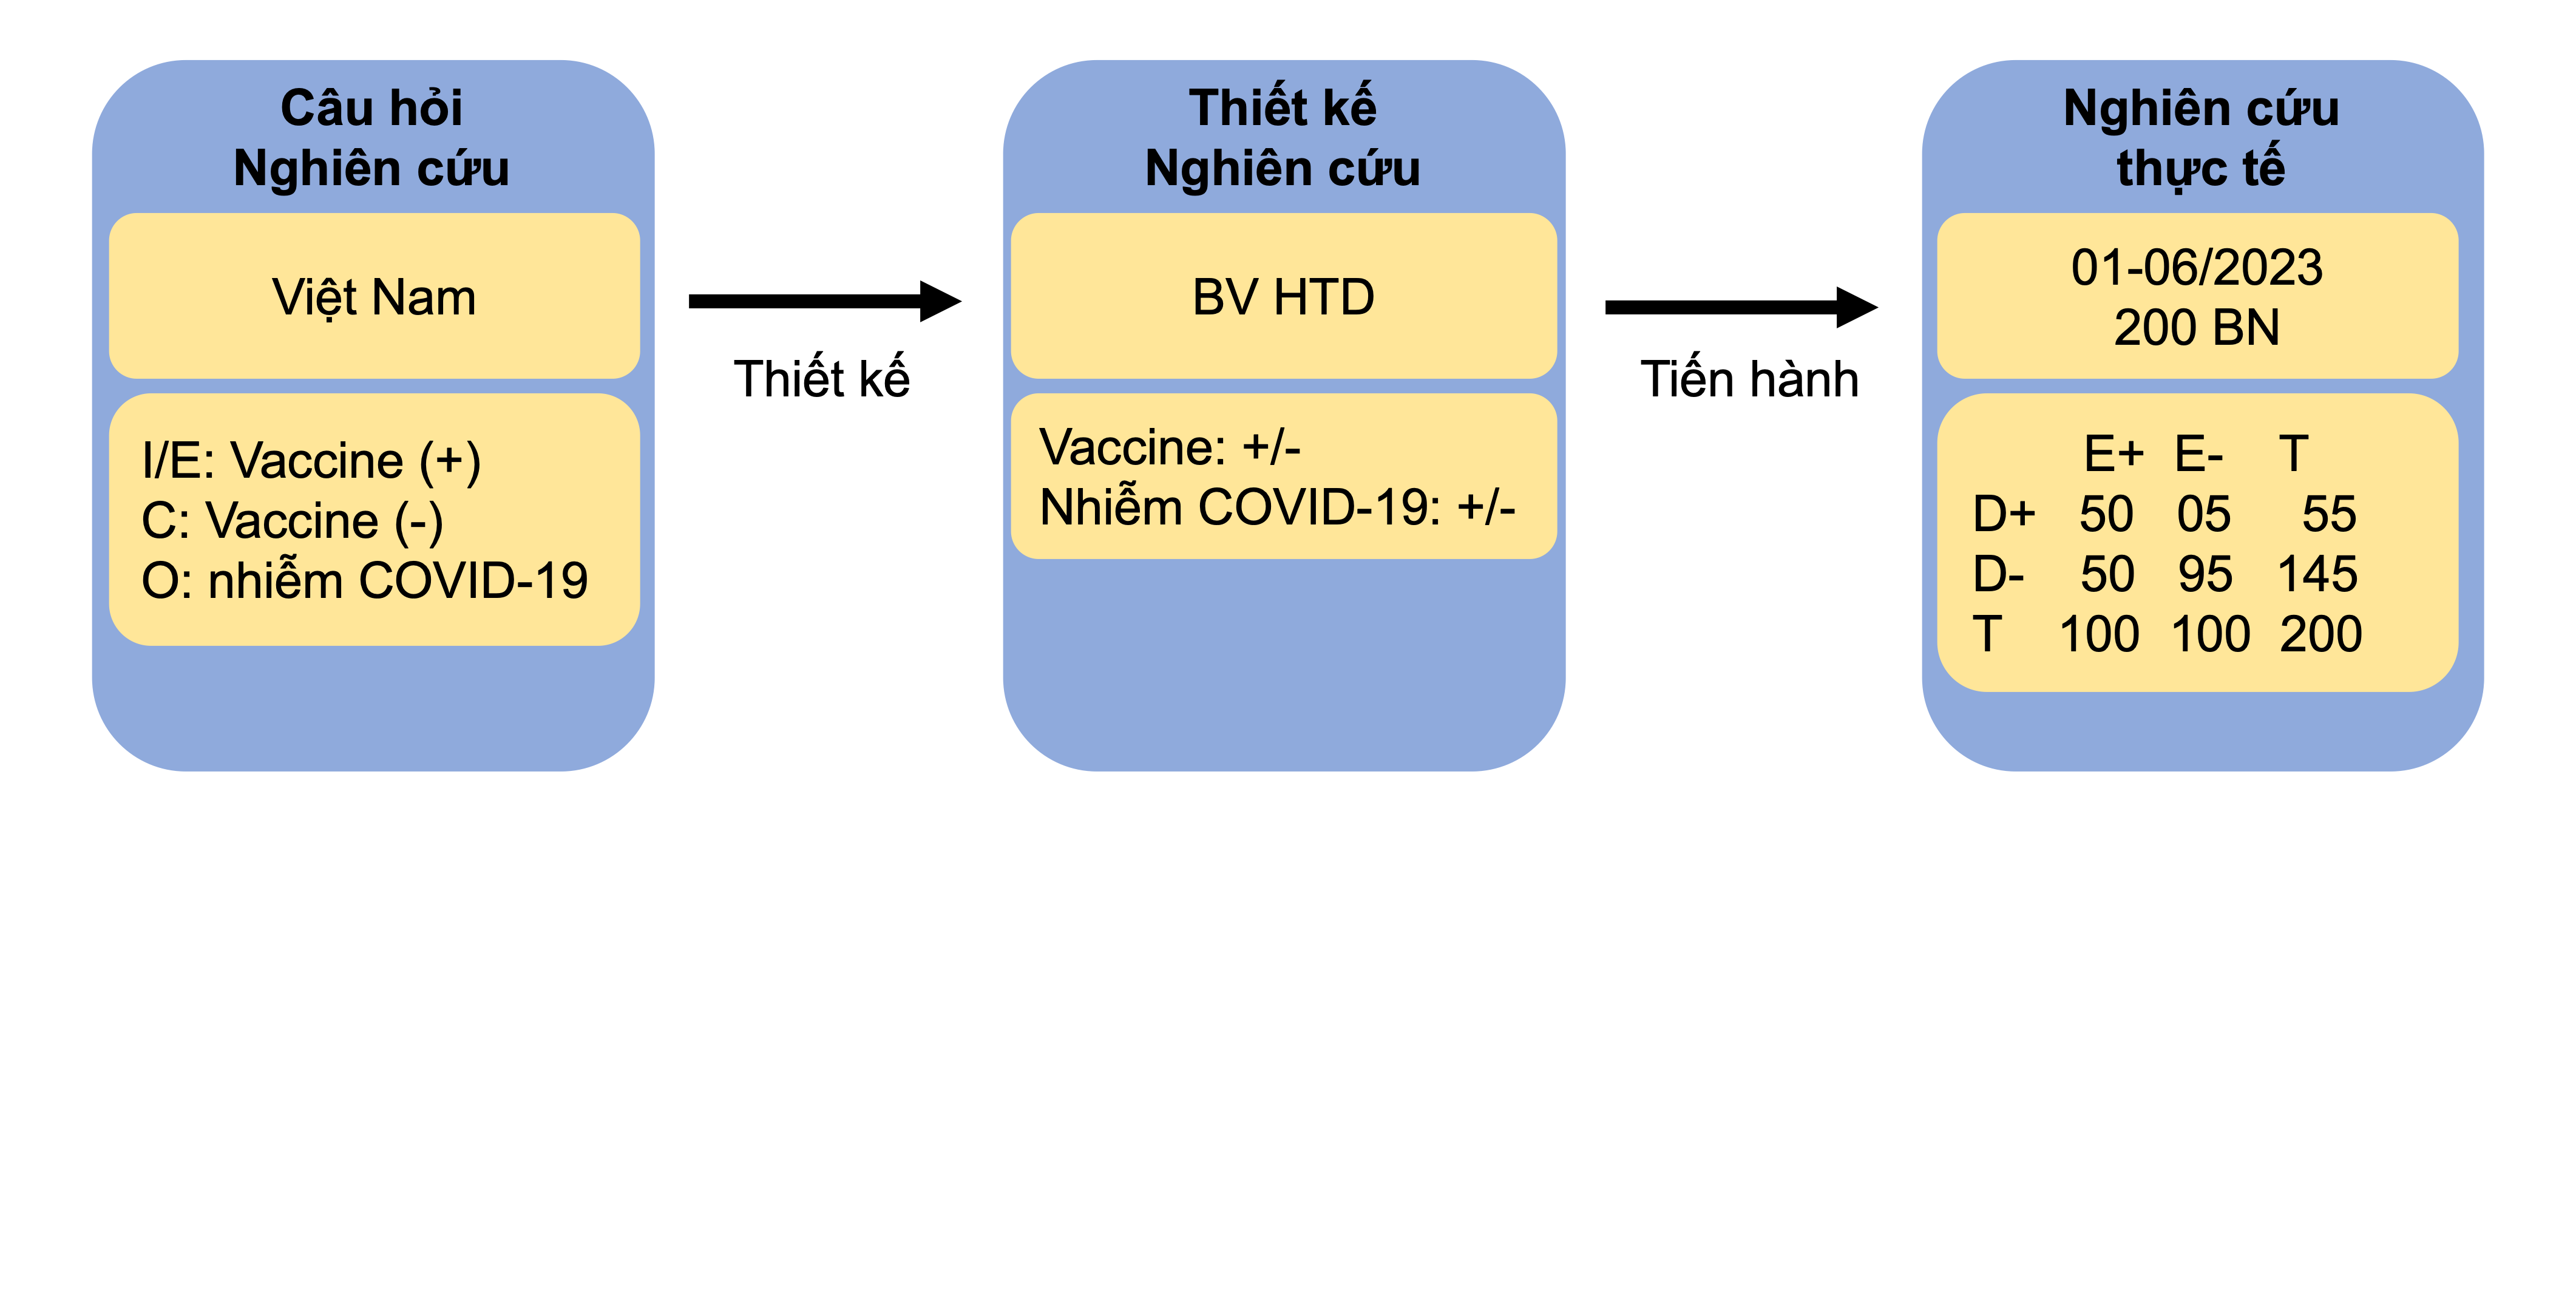 Câu hỏi
Nghiên cứu
Việt Nam
I/E: Vaccine (+)
C: Vaccine (-)
O: nhiễm COVID-19
Thiết kế
Thiết kế
Nghiên cứu
BV HTD
Vaccine: +/-
Nhiễm COVID-19: +/-
Tiến hành
Nghiên cứu
thực tế
01-06/2023
200 BN
E+ E- T
D+ 50 05 55
D- 50 95 145
T 100 100 200